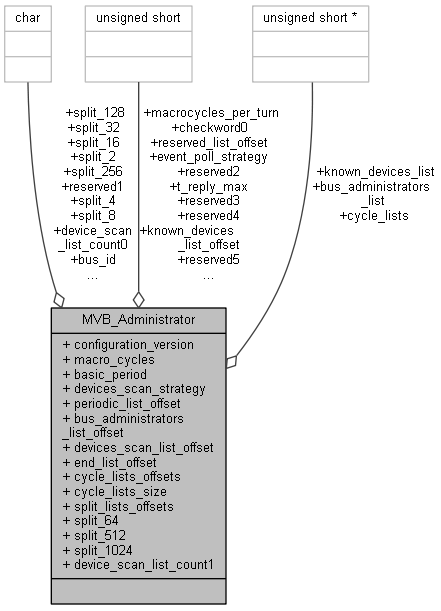 char
unsigned short
unsigned short *
+split_128
+split_32
+split_16
+split_2
+split_256
+reserved1
+split_4
+split_8
+device_scan
_list_count0
+bus_id
...
+macrocycles_per_turn
+checkword0
+reserved_list_offset
+event_poll_strategy
+reserved2
+t_reply_max
+reserved3
+reserved4
+known_devices
_list_offset
+reserved5
...
+known_devices_list
+bus_administrators
_list
+cycle_lists
MVB_Administrator
+ configuration_version
+ macro_cycles
+ basic_period
+ devices_scan_strategy
+ periodic_list_offset
+ bus_administrators
_list_offset
+ devices_scan_list_offset
+ end_list_offset
+ cycle_lists_offsets
+ cycle_lists_size
+ split_lists_offsets
+ split_64
+ split_512
+ split_1024
+ device_scan_list_count1